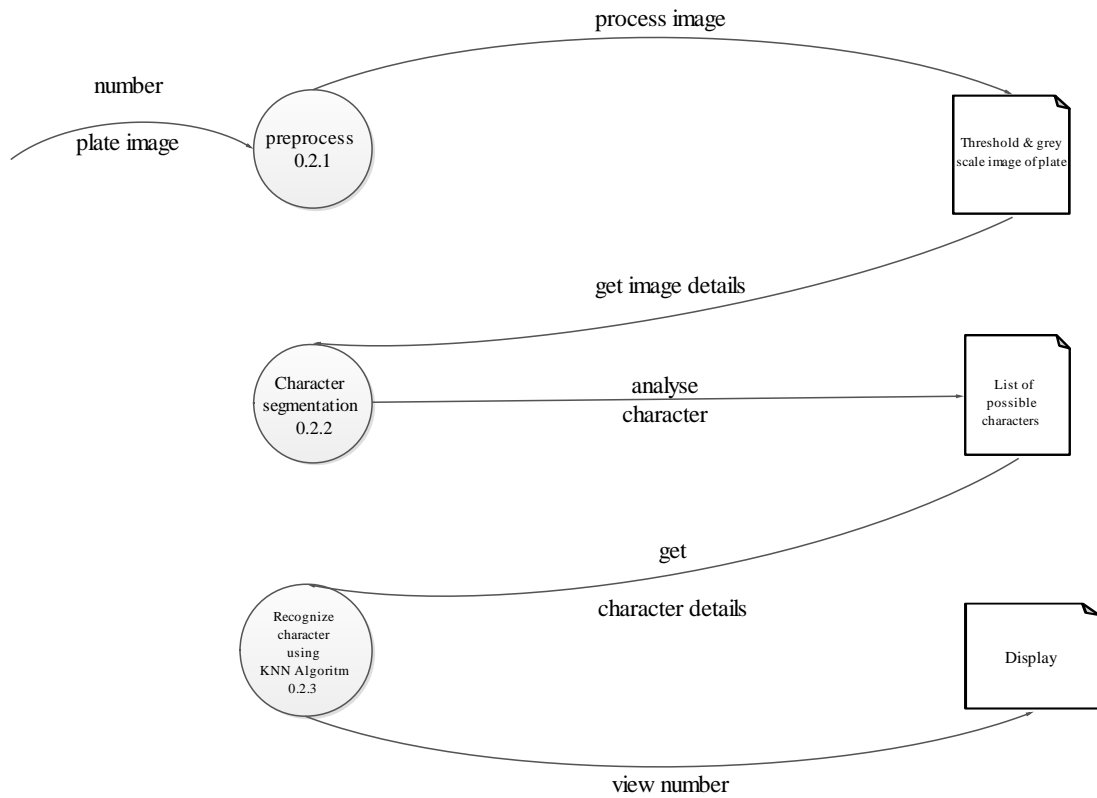 process image
number
plate image
preprocess
0.2.1
Threshold & grey
scale image of plate
get image details
Character
segmentation
0.2.2
analyse
character
List of
possible
characters
get
character details
Recognize
character
using
KNN Algoritm
0.2.3
Display
view number